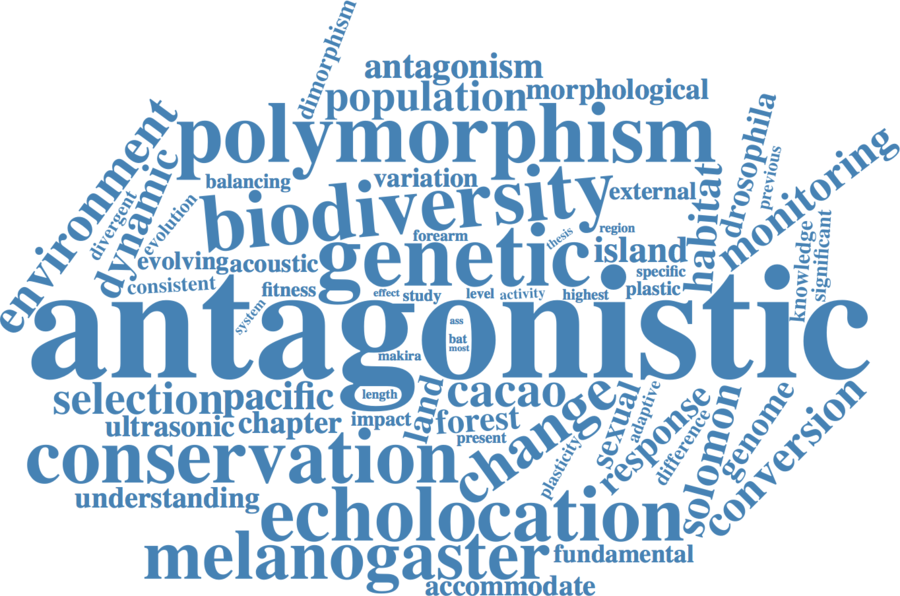 dimorphism
antagonism
population
morphological
polymorphism
environment
dynamic
divergent
evolution
balancing
variation
biodiversity
external
habitat
drosophila
previous
monitoring
forearm
thesis
region
genetic
island
evolving
acoustic
consistent
fitness
effect
study
level
activity
highest
specific
plastic
knowledge
significant
system
antagonistic
ass
bat
most
makira
selection
pacific
length
land
cacao
ultrasonic
chapter
impact
forest
present
change
sexual
adaptive
response
difference
solomon
genome
conversion
conservation
plasticity
understanding
echolocation
melanogaster
fundamental
accommodate